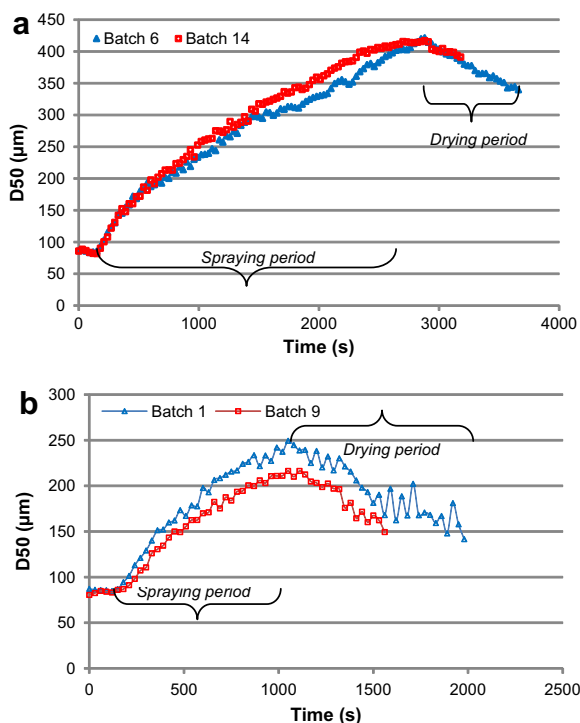 a
Batch 6 Batch 14
450
400
350
300
250
200
150
100
50
0
D50 (µm)
Drying period
Spraying period
0 1000 2000 3000 4000
Time (s)
b
Batch 1 Batch 9
300
250
200
150
100
50
0
D50 (µm)
Drying period
Spraying period
0 500 1000 1500 2000 2500
Time (s)